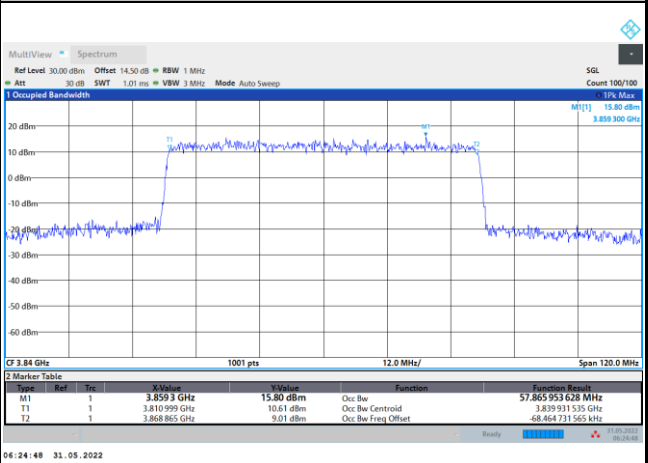 MultiView Spectrum
Ref Level 30.00 dBm Offset 14.50 dB RBW 1 MHz SGL
Att 30 dB SWT 1.01 ms VBW 3 MHz Mode Auto Sweep Count 100/100
1 Occupied Bandwidth 1Pk Max
M1[1] 15.80 dBm
3.859 300 GHz
20 dBm
M1
T1
T2
10 dBm
0 dBm
-10 dBm
-20 dBm
-30 dBm
-40 dBm
-50 dBm
-60 dBm
CF 3.84 GHz 1001 pts 12.0 MHz/ Span 120.0 MHz
2 Marker Table
Type Ref Trc X-Value Y-Value Function Function Result
M1 1 3.859 3 GHz 15.80 dBm Occ Bw 57.865 953 628 MHz
T1 1 3.810 999 GHz 10.61 dBm Occ Bw Centroid 3.839 931 535 GHz
T2 1 3.868 865 GHz 9.01 dBm Occ Bw Freq Offset -68.464 731 565 kHz
Ready 31.05.2022
06:24:48
06:24:48 31.05.2022